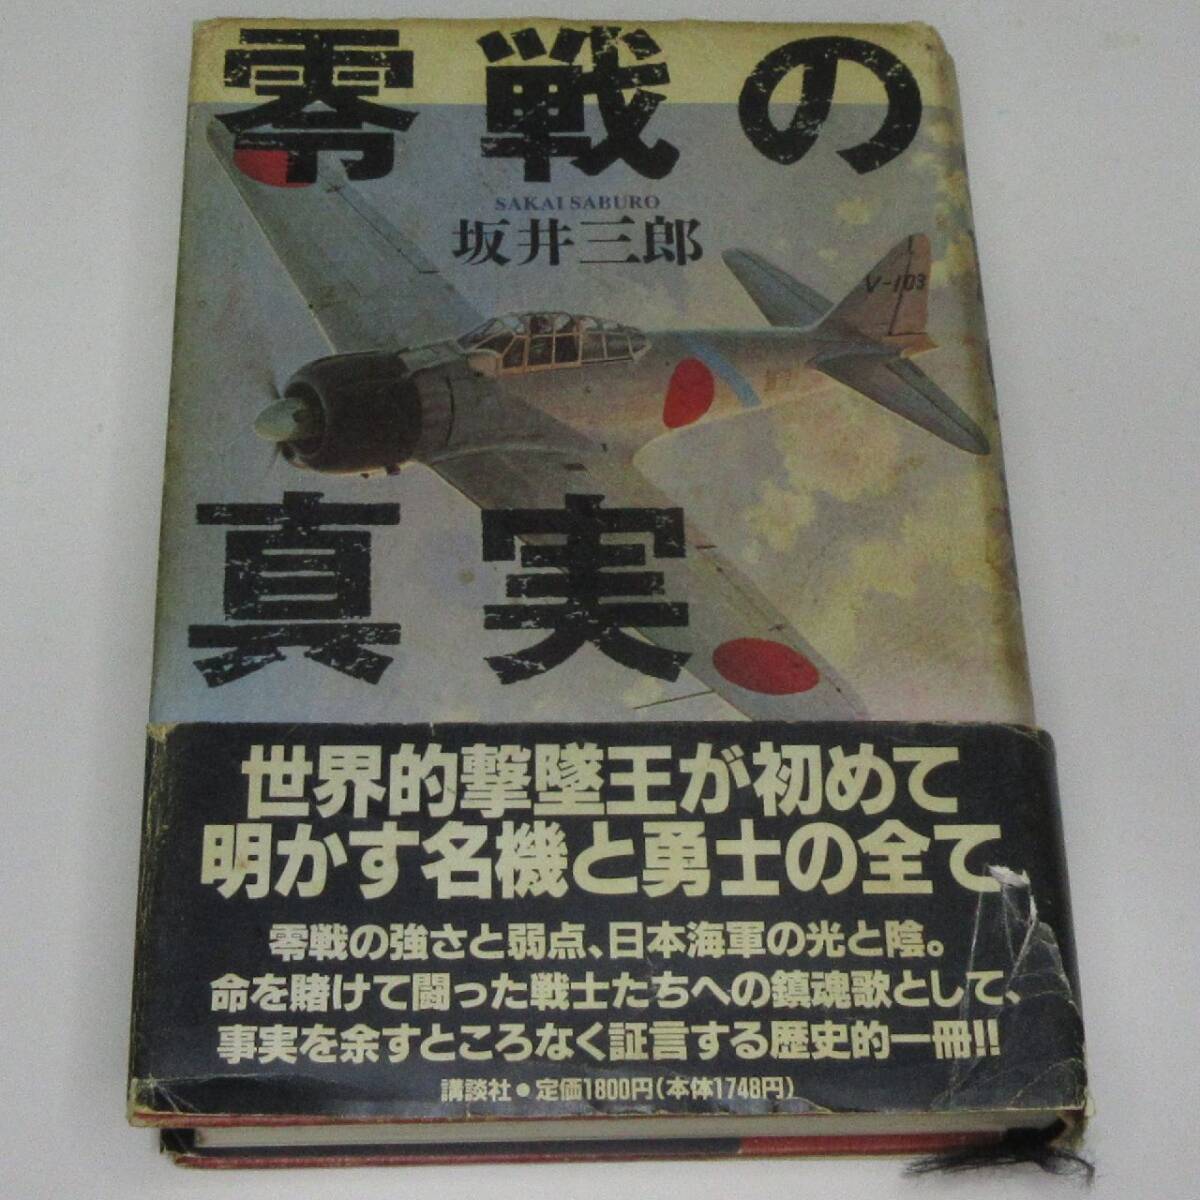 零戦の
SAKAI SABURO
坂井三郎
V-103
真実
世界的撃墜王が初めて
明かす名機と勇士の全て
零戦の強さと弱点、日本海軍の光と陰。
命を賭けて闘った戦士たちへの鎮魂歌として、
事実を余すところなく証言する歴史的一冊!!
講談社●定価1800円(本体1748円)